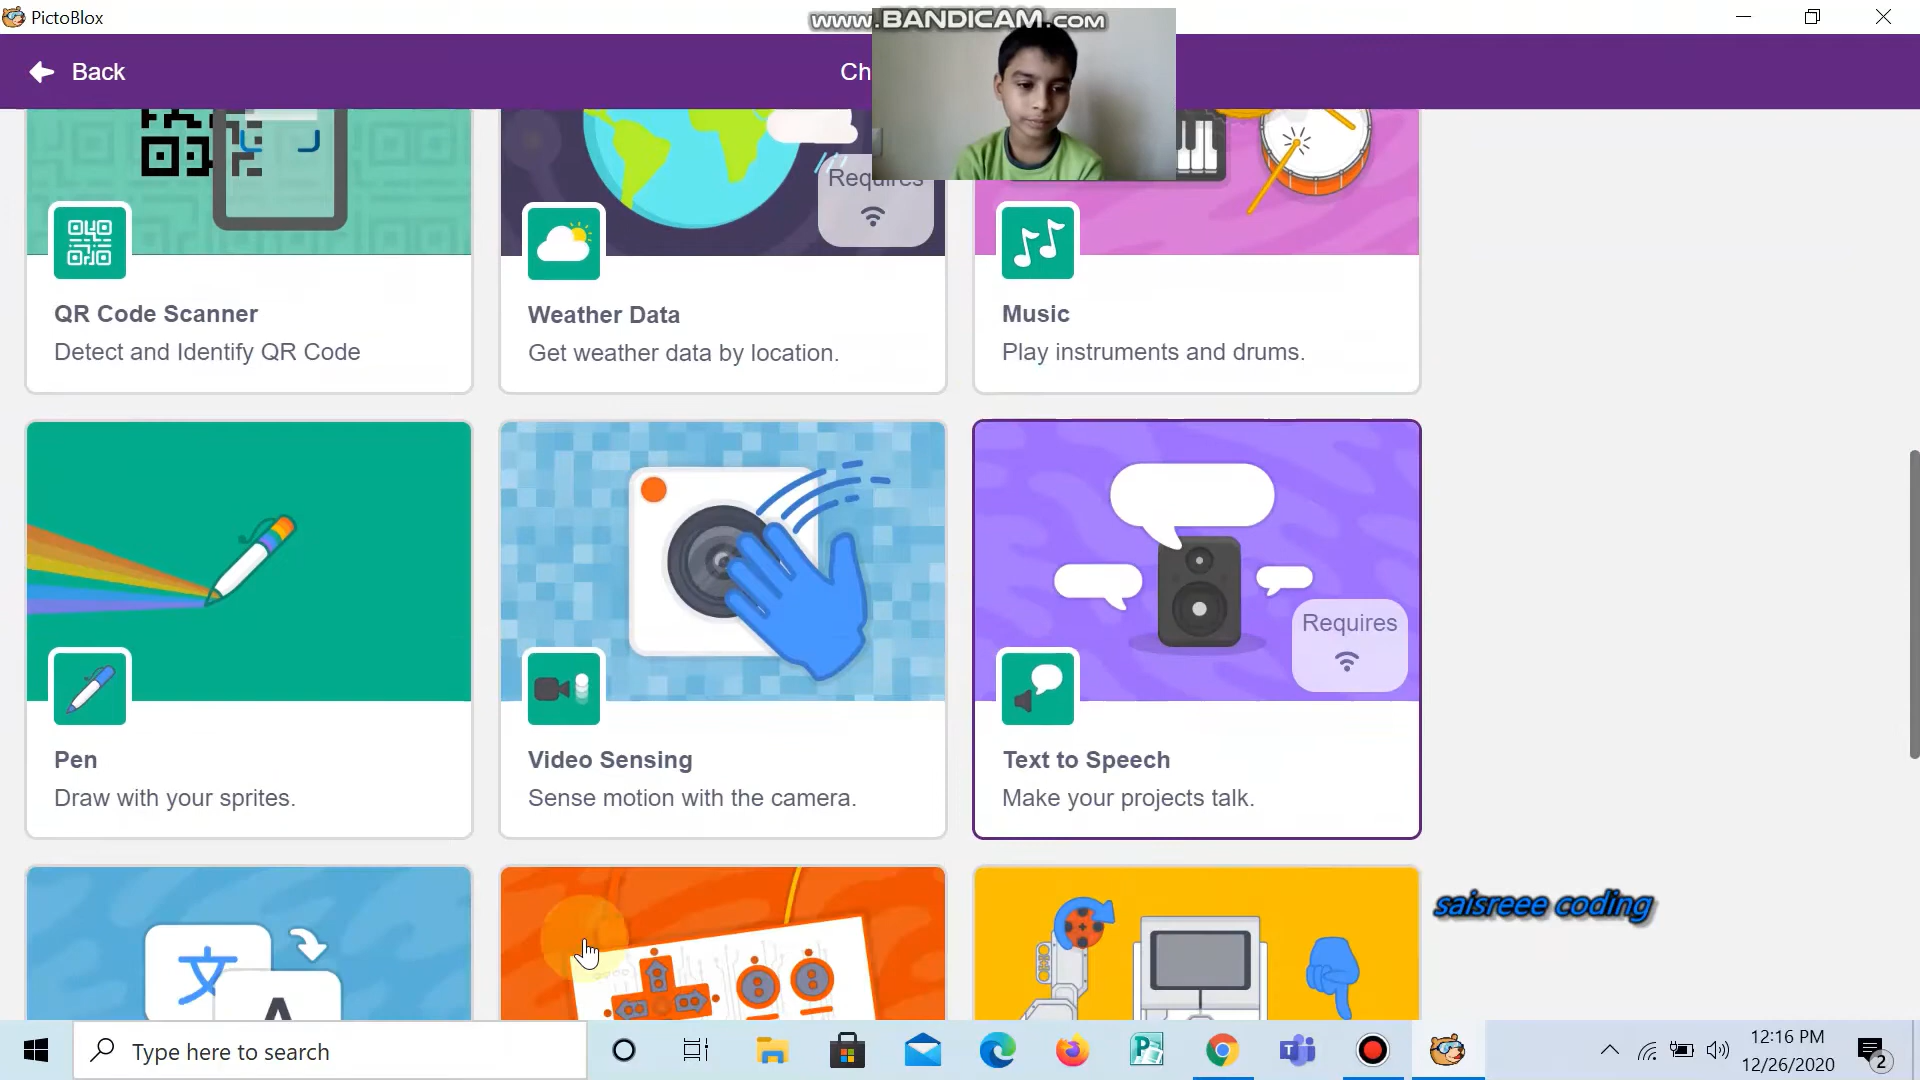 PictoBlox
www.BANDICAM.com
Back
Ch
Requires
QR Code Scanner
Detect and Identify QR Code
Weather Data
Get weather data by location.
Music
Play instruments and drums.
Requires
Pen
Draw with your sprites.
Video Sensing
Sense motion with the camera.
Text to Speech
Make your projects talk.
文
A
saisreee coding
Type here to search
12:16 PM
12/26/2020
2